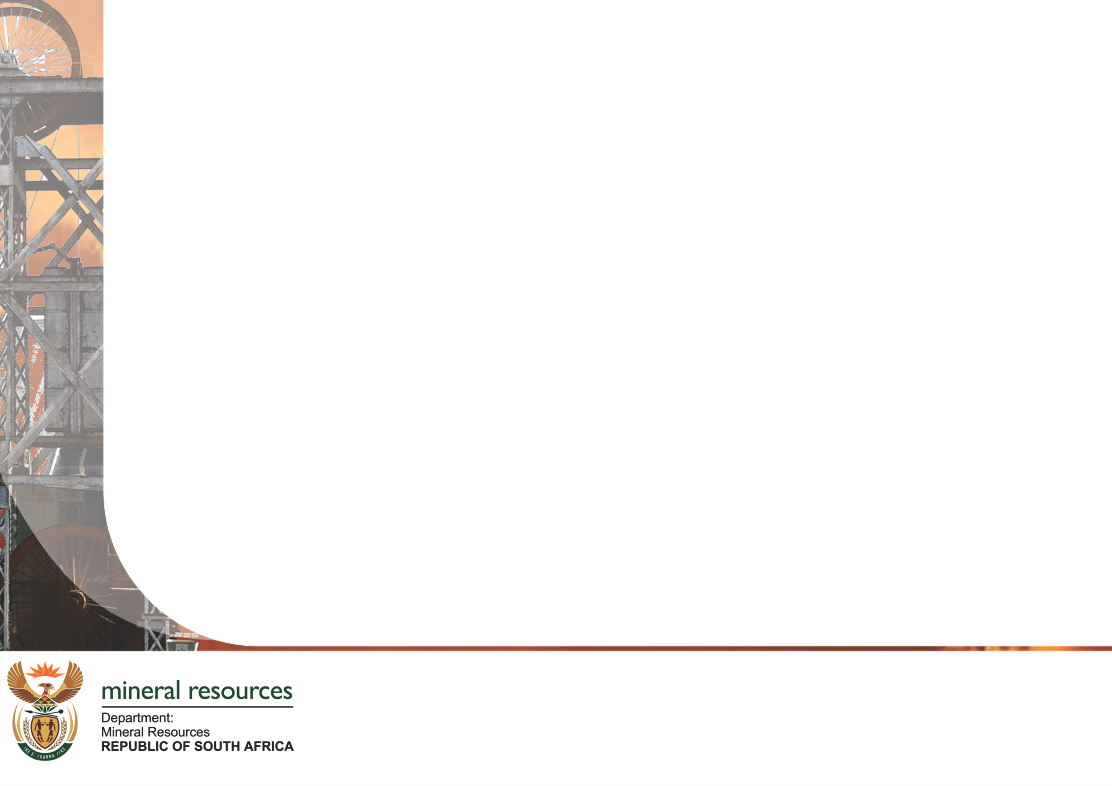 mineral resources
Department:
Mineral Resources
REPUBLIC OF SOUTH AFRICA